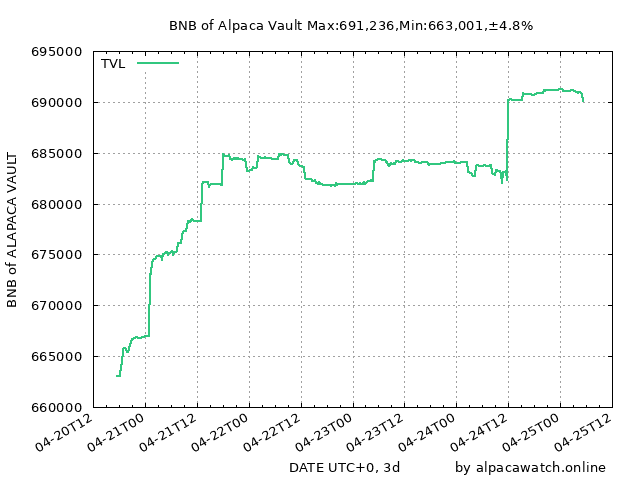 BNB of Alpaca Vault Max:691,236,Min:663,001,±4.8%
TVL
695000
690000
685000
680000
675000
670000
665000
660000
BNB of ALAPACA VAULT
04-20T12
04-21T00
04-21T12
04-22T00
04-22T12
04-23T00
04-23T12
04-24T00
04-24T12
04-25T00
04-25T12
DATE UTC+0, 3d
by alpacawatch.online